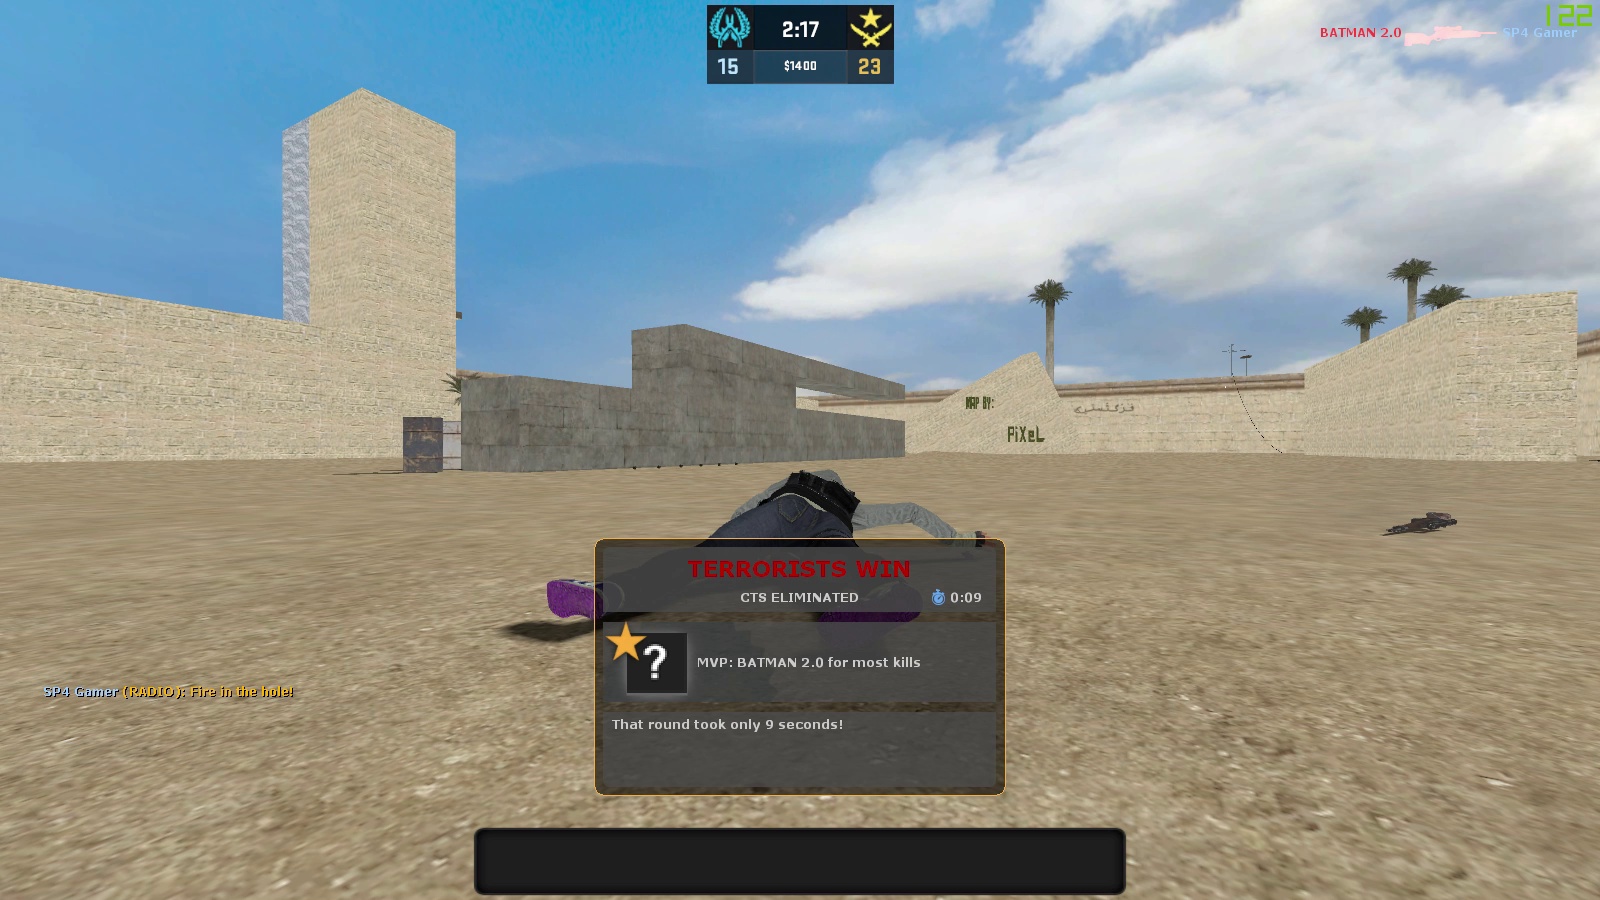 2:17
15
$1400
23
122
BATMAN 2.0 SP4 Gamer
MAP BY:
PiXeL
TERRORISTS WIN
CTS ELIMINATED
0:09
?
MVP: BATMAN 2.0 for most kills
SP4 Gamer (RADIO): Fire in the hole!
That round took only 9 seconds!